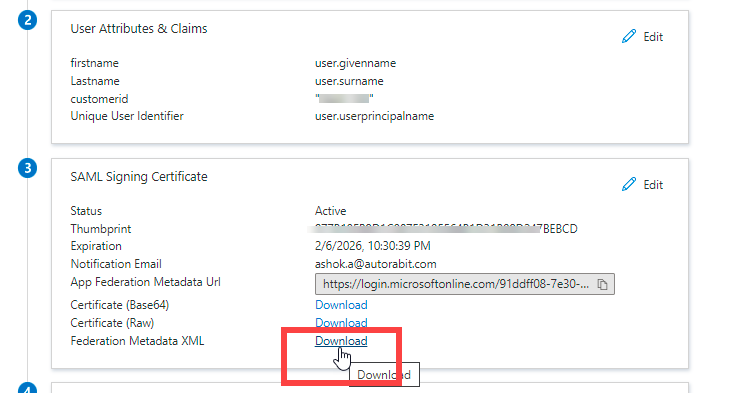 2
User Attributes & Claims
Edit
firstname user.givenname
Lastname user.surname
customerid " "
Unique User Identifier user.userprincipalname
3
SAML Signing Certificate
Edit
Status Active
Thumbprint 7BEBCD
Expiration 2/6/2026, 10:30:39 PM
Notification Email ashok.a@autorabit.com
App Federation Metadata Url https://login.microsoftonline.com/91ddff08-7e30-...
Certificate (Base64) Download
Certificate (Raw) Download
Federation Metadata XML Download
Download
4